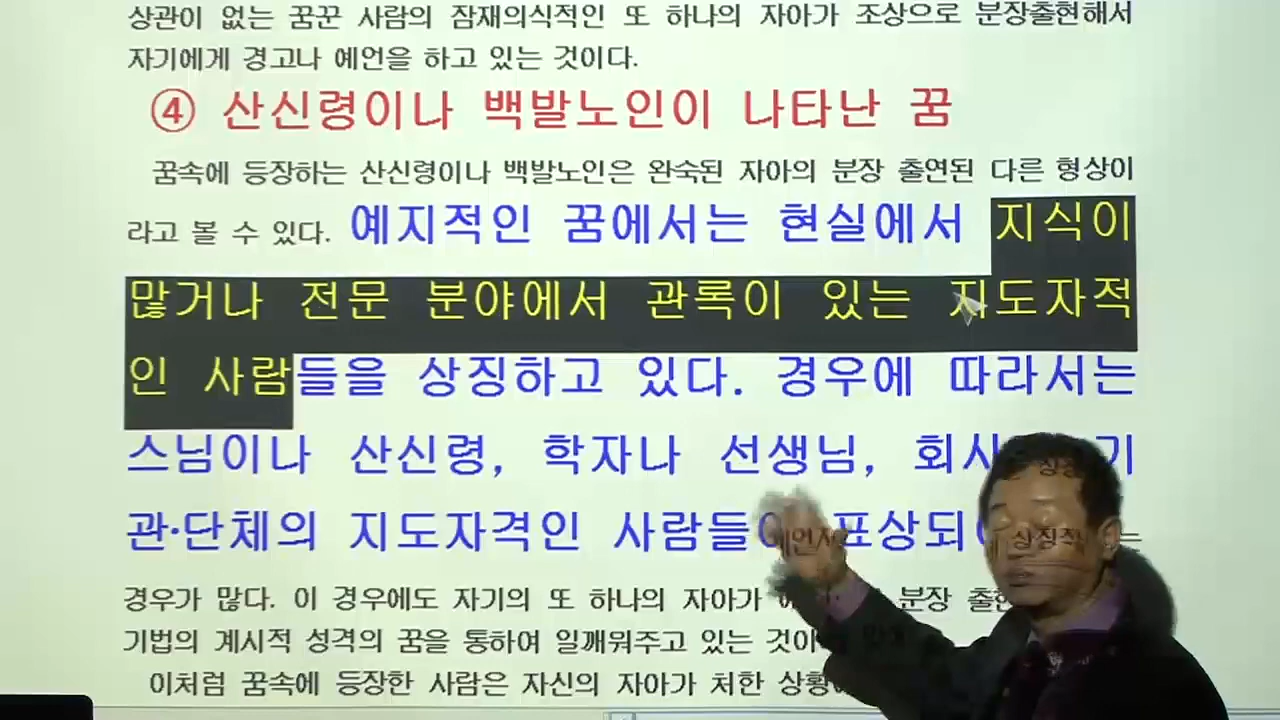 상관이 없는 꿈꾼 사람의 잠재의식적인 또 하나의 자아가 조상으로 분장출현해서
자기에게 경고나 예언을 하고 있는 것이다.
④ 산신령이나 백발노인이 나타난 꿈
꿈속에 등장하는 산신령이나 백발노인은 완숙된 자아의 분장 출연된 다른 형상이
라고 볼 수 있다. 예지적인 꿈에서는 현실에서 지식이
많거나 전문 분야에서 관록이 있는 지도자적
인 사람들을 상징하고 있다. 경우에 따라서는
스님이나 산신령, 학자나 선생님, 회사 기
관·단체의 지도자격인 사람들이 표상되
경우가 많다. 이 경우에도 자기의 또 하나의 자아가 분장
기법의 계시적 성격의 꿈을 통하여 일깨워주고 있는 것이
이처럼 꿈속에 등장한 사람은 자신의 자아가 처한